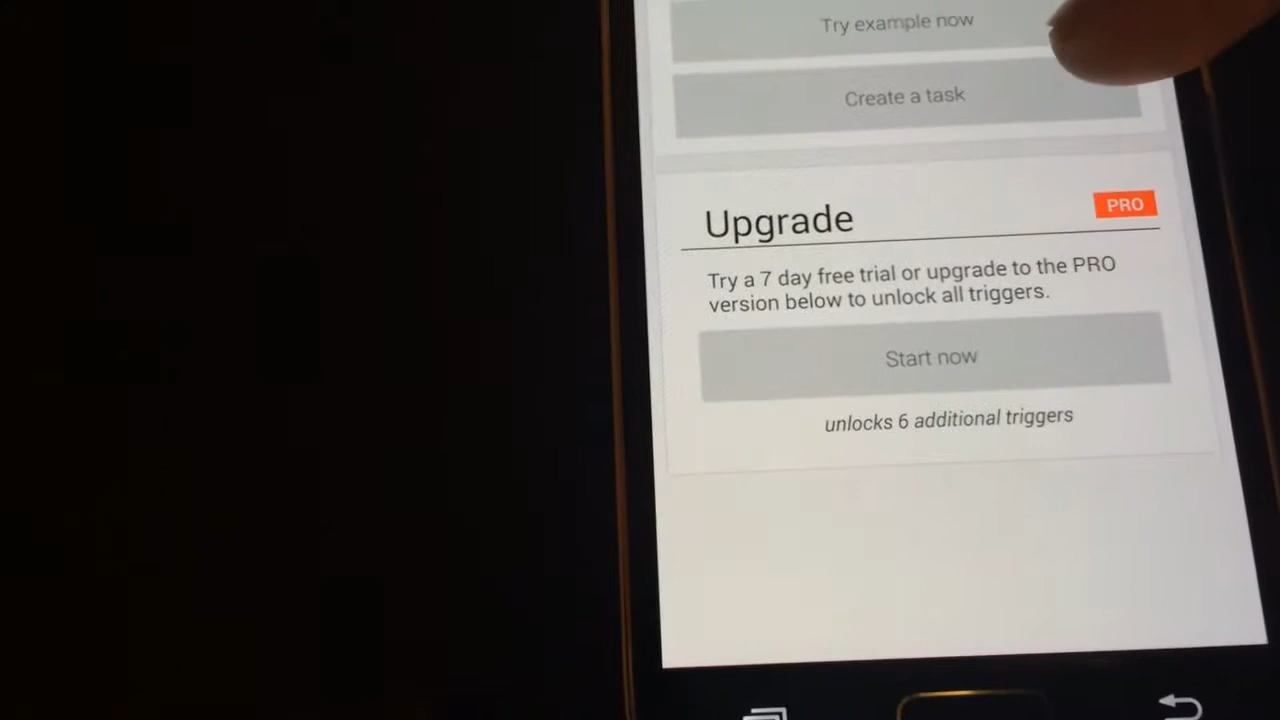 Try example now
Create a task
Upgrade
PRO
Try a 7 day free trial or upgrade to the PRO
version below to unlock all triggers.
Start now
unlocks 6 additional triggers